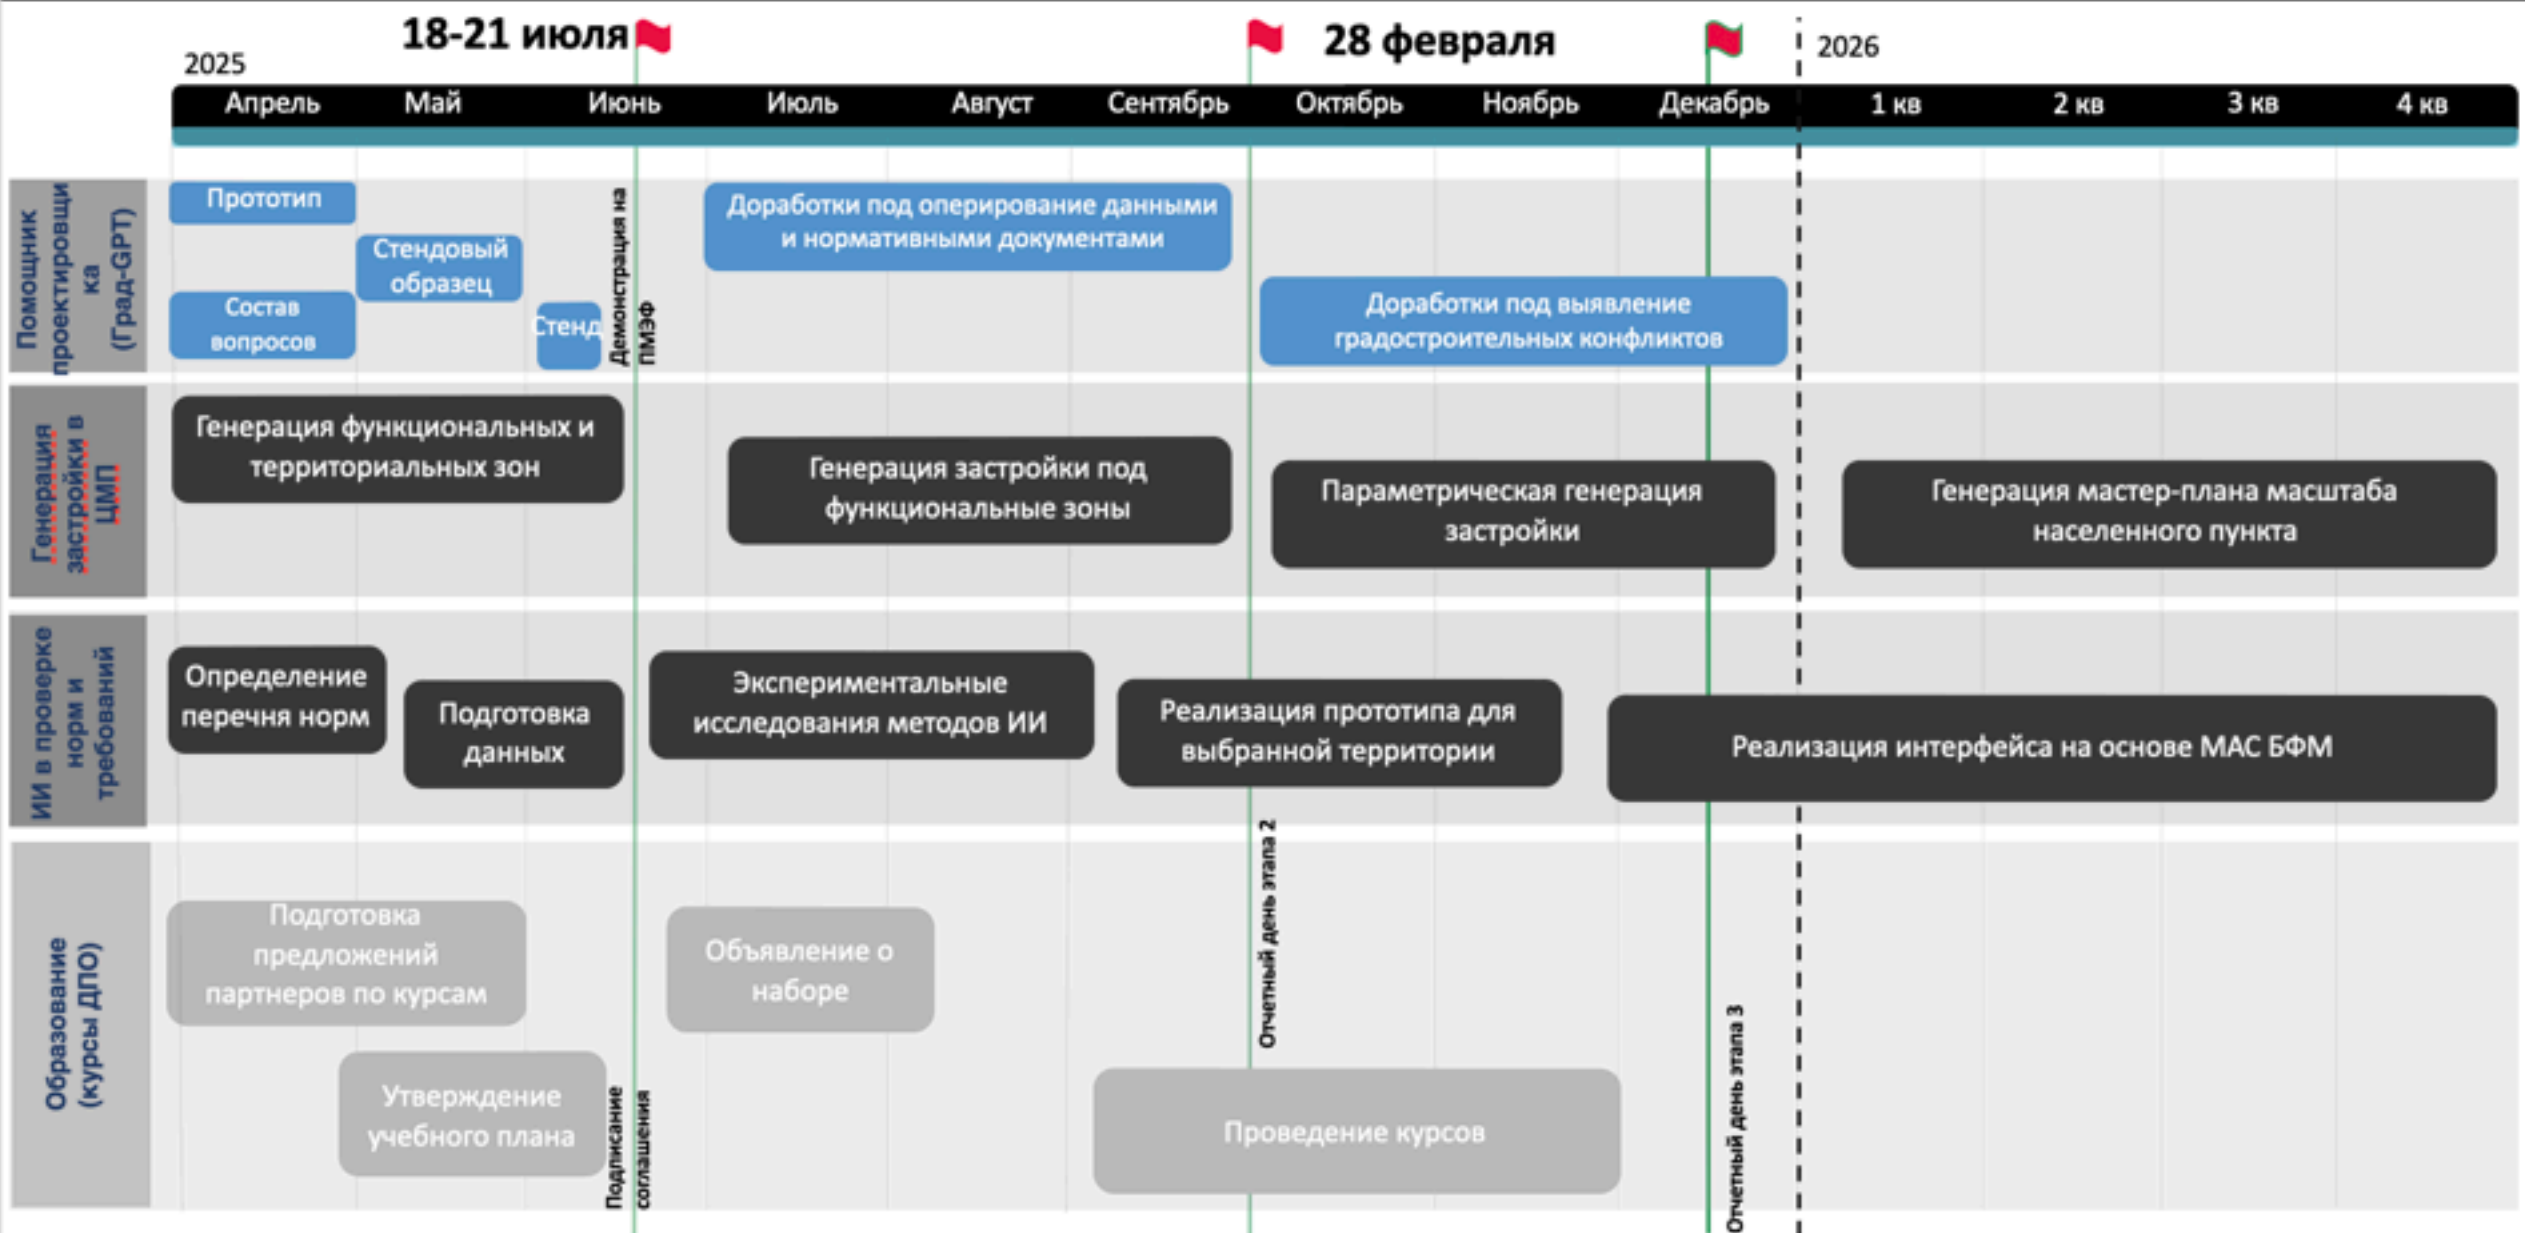 18-21 июля
28 февраля
2025
2026
Апрель
Май
Июнь
Июль
Август
Сентябрь
Октябрь
Ноябрь
Декабрь
1 кв
2 кв
3 кв
4 кв
Помощник
проектировщи
ка
(Град-GPT)
Прототип
Состав
вопросов
Стендовый
образец
Стенд
Демонстрация на
ПМЭФ
Доработки под оперирование данными
и нормативными документами
Доработки под выявление
градостроительных конфликтов
Генерация
застройки в
ЦМП
Генерация функциональных и
территориальных зон
Генерация застройки под
функциональные зоны
Параметрическая генерация
застройки
Генерация мастер-плана масштаба
населенного пункта
ИИ в проверке
норм и
требований
Определение
перечня норм
Подготовка
данных
Экспериментальные
исследования методов ИИ
Реализация прототипа для
выбранной территории
Реализация интерфейса на основе МАС БФМ
Образование
(курсы ДПО)
Подготовка
предложений
партнеров по курсам
Утверждение
учебного плана
Подписание
соглашения
Объявление о
наборе
Проведение курсов
Отчетный день этапа 2
Отчетный день этапа 3